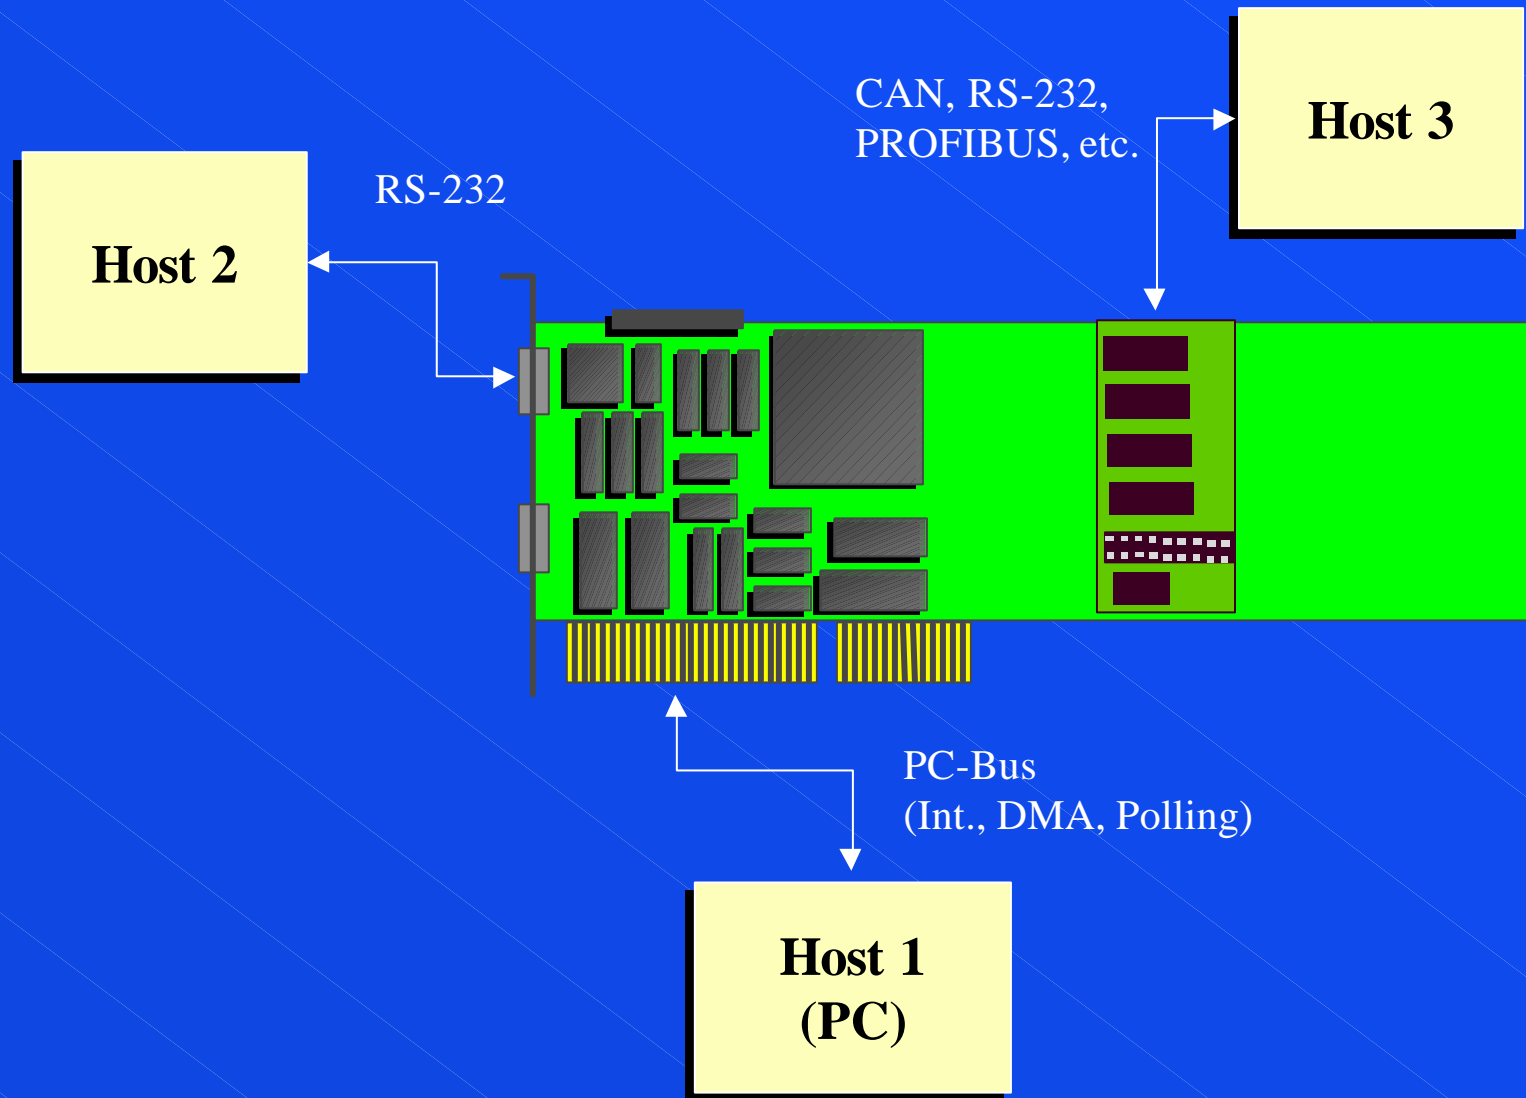 CAN, RS-232,
PROFIBUS, etc.
Host 3
RS-232
Host 2
PC-Bus
(Int., DMA, Polling)
Host 1
(PC)